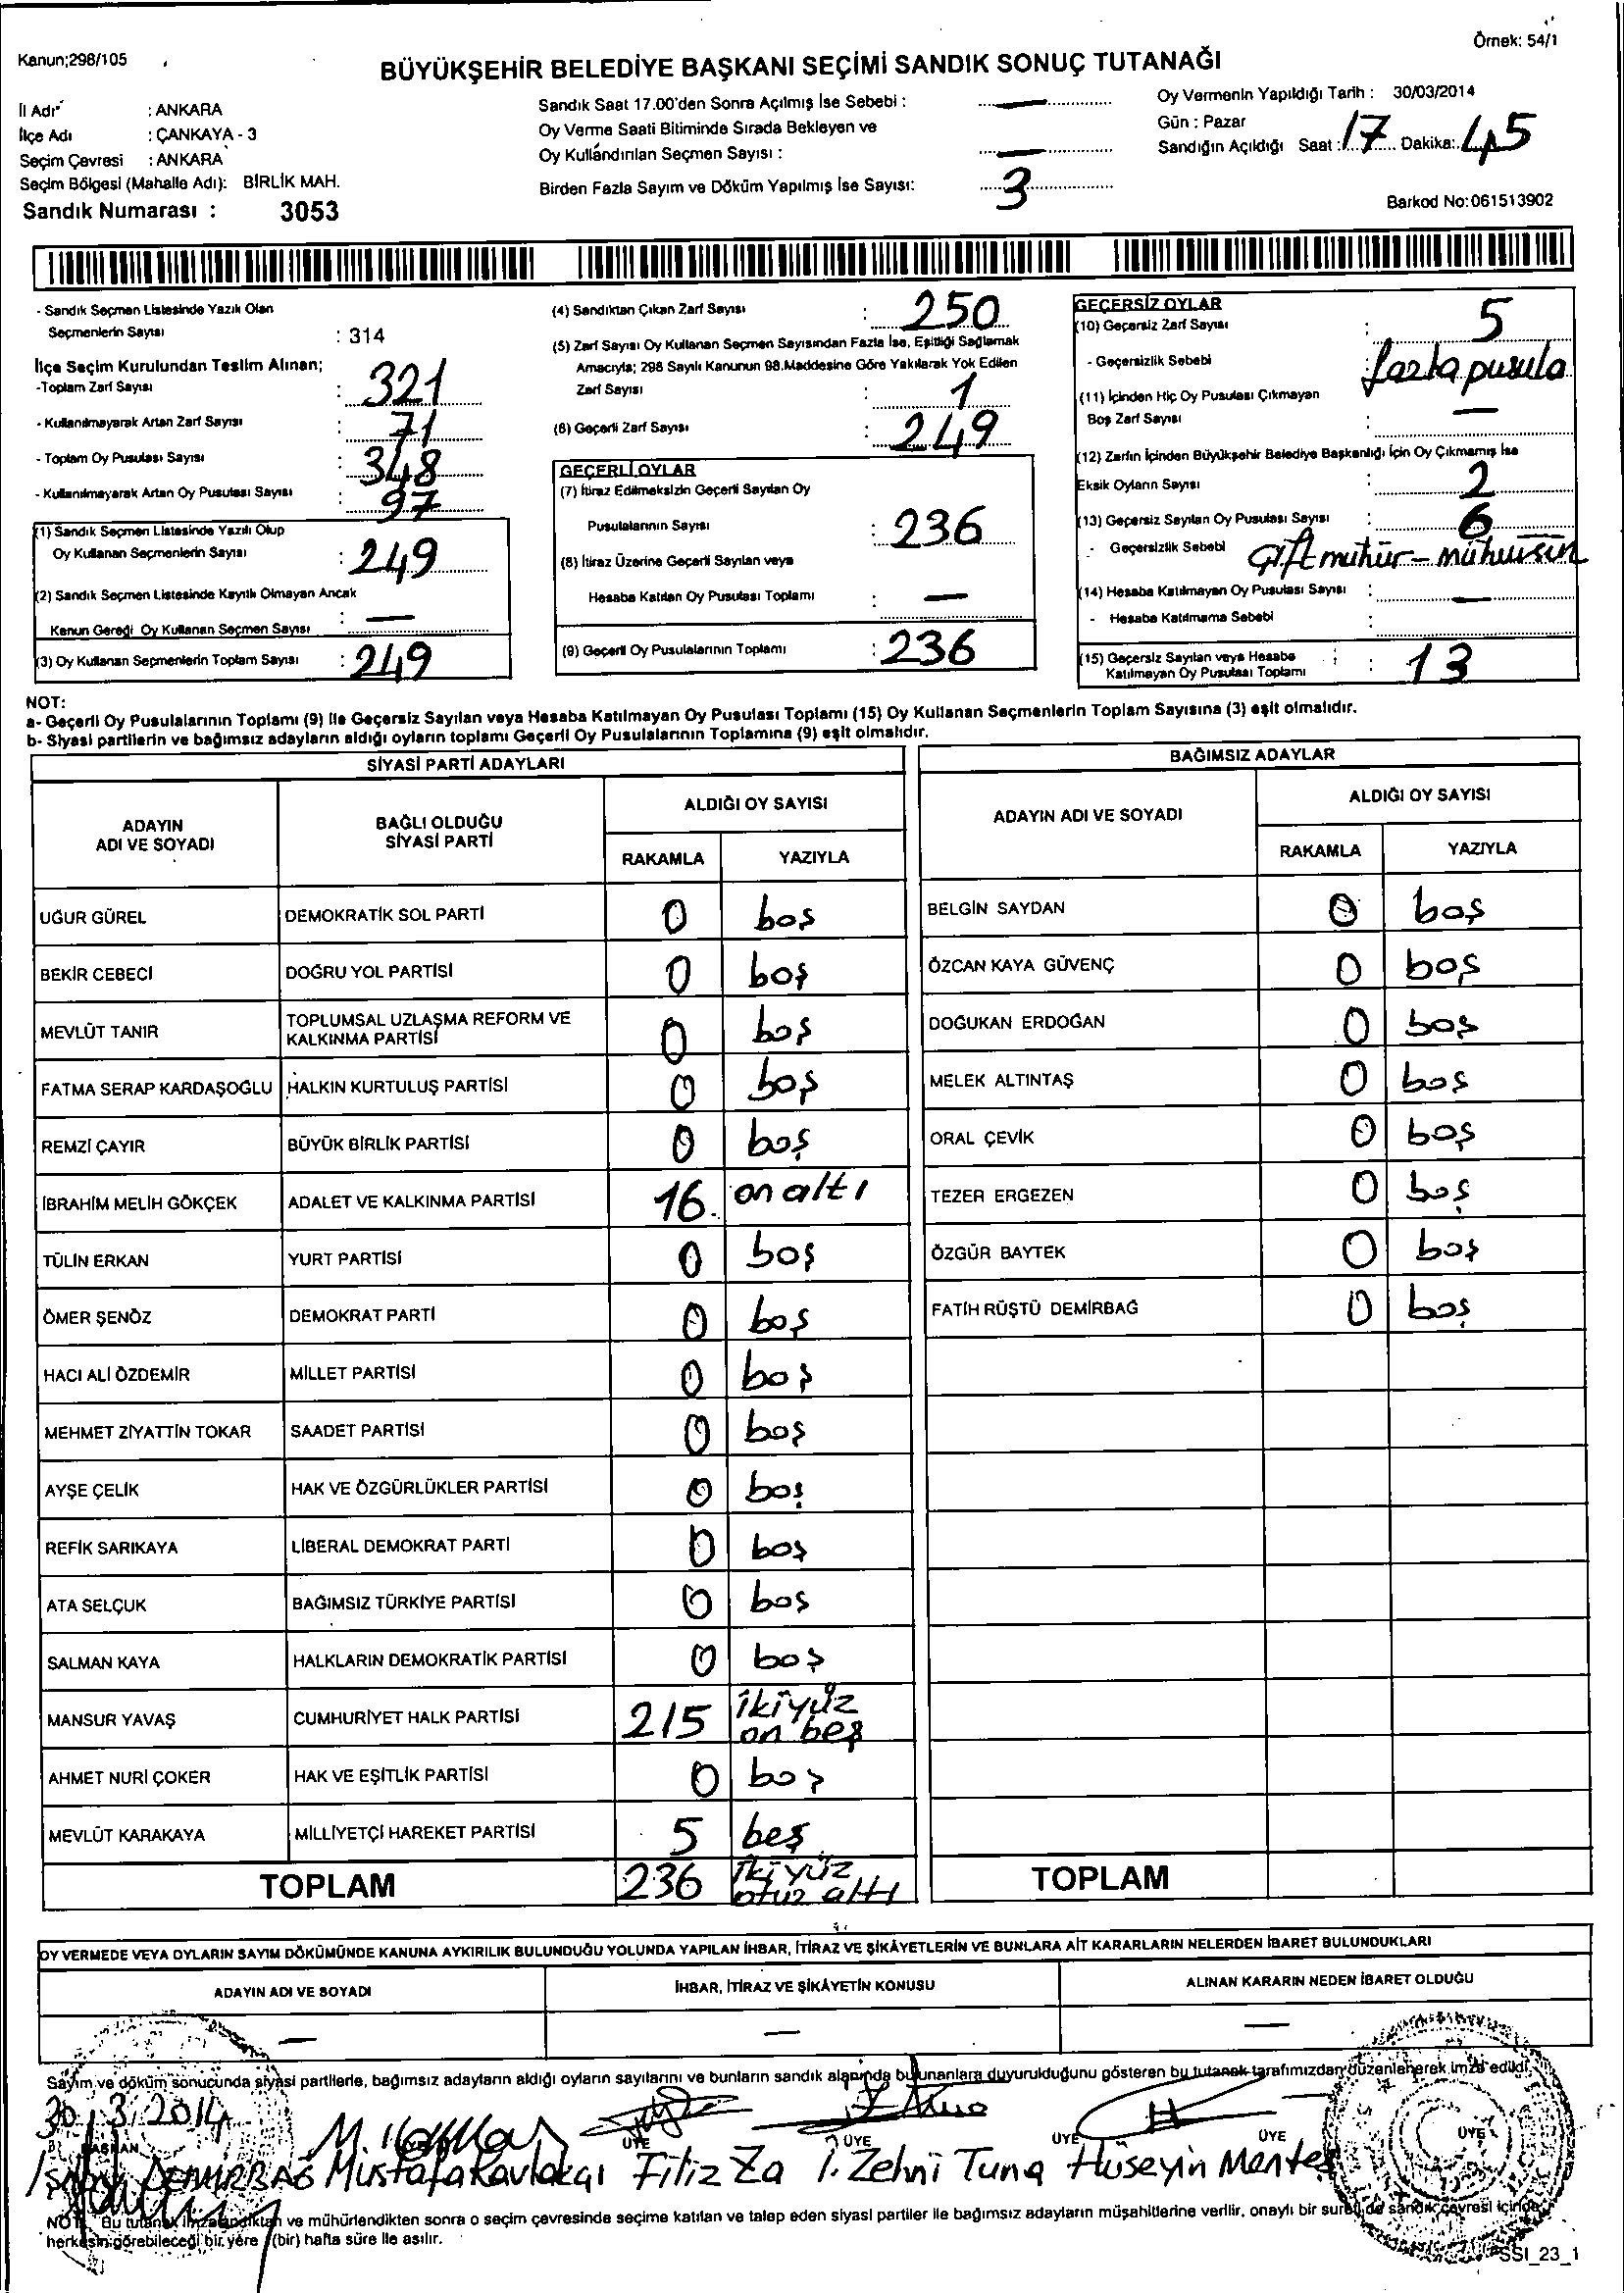 Örnek: 54/1
Kanun;298/105
BÜYÜKŞEHİR BELEDİYE BAŞKANI SEÇİMİ SANDIK SONUÇ TUTANAĞI
İl Adı : ANKARA
İlçe Adı : ÇANKAYA - 3
Seçim Çevresi : ANKARA
Seçim Bölgesi (Mahalle Adı): BİRLİK MAH.
Sandık Numarası : 3053
Sandık Saat 17.00'den Sonra Açılmış İse Sebebi : —
Oy Verme Saati Bitiminde Sırada Bekleyen ve
Oy Kullandırılan Seçmen Sayısı : —
Birden Fazla Sayım ve Döküm Yapılmış İse Sayısı: 3
Oy Vermenin Yapıldığı Tarih : 30/03/2014
Gün : Pazar
Sandığın Açıldığı Saat : 17 Dakika: 45
Barkod No:061513902
- Sandık Seçmen Listesinde Yazılı Olan
Seçmenlerin Sayısı : 314
İlçe Seçim Kurulundan Teslim Alınan;
-Toplam Zarf Sayısı : 321
- Kullanılmayarak Artan Zarf Sayısı : 71
- Toplam Oy Pusulası Sayısı : 348
- Kullanılmayarak Artan Oy Pusulası Sayısı : 97
(1) Sandık Seçmen Listesinde Yazılı Olup
Oy Kullanan Seçmenlerin Sayısı : 249
(2) Sandık Seçmen Listesinde Kayıtlı Olmayan Ancak
Kanun Gereği Oy Kullanan Seçmen Sayısı : —
(3) Oy Kullanan Seçmenlerin Toplam Sayısı : 249
(4) Sandıktan Çıkan Zarf Sayısı : 250
(5) Zarf Sayısı Oy Kullanan Seçmen Sayısından Fazla İse, Eşitliği Sağlamak
Amacıyla; 298 Sayılı Kanunun 98.Maddesine Göre Yakılarak Yok Edilen
Zarf Sayısı : 1
(6) Geçerli Zarf Sayısı : 249
GEÇERLİ OYLAR
(7) İtiraz Edilmeksizin Geçerli Sayılan Oy
Pusulalarının Sayısı : 236
(8) İtiraz Üzerine Geçerli Sayılan veya
Hesaba Katılan Oy Pusulası Toplamı : —
(9) Geçerli Oy Pusulalarının Toplamı : 236
GEÇERSİZ OYLAR
(10) Geçersiz Zarf Sayısı : 5
- Geçersizlik Sebebi : fazla pusula
(11) İçinden Hiç Oy Pusulası Çıkmayan
Boş Zarf Sayısı : —
(12) Zarfın İçinden Büyükşehir Belediye Başkanlığı İçin Oy Çıkmamış İse
Eksik Oyların Sayısı : 2
(13) Geçersiz Sayılan Oy Pusulası Sayısı : 6
- Geçersizlik Sebebi Çift mühür - mühürsüz
(14) Hesaba Katılmayan Oy Pusulası Sayısı : —
- Hesaba Katılmama Sebebi :
(15) Geçersiz Sayılan veya Hesaba
Katılmayan Oy Pusulası Toplamı : 13
NOT:
a- Geçerli Oy Pusulalarının Toplamı (9) İle Geçersiz Sayılan veya Hesaba Katılmayan Oy Pusulası Toplamı (15) Oy Kullanan Seçmenlerin Toplam Sayısına (3) eşit olmalıdır.
b- Siyasi partilerin ve bağımsız adayların aldığı oyların toplamı Geçerli Oy Pusulalarının Toplamına (9) eşit olmalıdır.
SİYASİ PARTİ ADAYLARI
ADAYIN ADI VE SOYADI
BAĞLI OLDUĞU SİYASİ PARTİ
ALDIĞI OY SAYISI
RAKAMLA YAZIYLA
UĞUR GÜREL DEMOKRATİK SOL PARTİ 0 boş
BEKİR CEBECİ DOĞRU YOL PARTİSİ 0 boş
MEVLÜT TANIR TOPLUMSAL UZLAŞMA REFORM VE KALKINMA PARTİSİ 0 boş
FATMA SERAP KARDAŞOĞLU HALKIN KURTULUŞ PARTİSİ 0 boş
REMZİ ÇAYIR BÜYÜK BİRLİK PARTİSİ 0 boş
İBRAHİM MELİH GÖKÇEK ADALET VE KALKINMA PARTİSİ 16. on altı
TÜLİN ERKAN YURT PARTİSİ 0 boş
ÖMER ŞENÖZ DEMOKRAT PARTİ 0 boş
HACI ALİ ÖZDEMİR MİLLET PARTİSİ 0 boş
MEHMET ZİYATTİN TOKAR SAADET PARTİSİ 0 boş
AYŞE ÇELİK HAK VE ÖZGÜRLÜKLER PARTİSİ 0 boş
REFİK SARIKAYA LİBERAL DEMOKRAT PARTİ 0 boş
ATA SELÇUK BAĞIMSIZ TÜRKİYE PARTİSİ 0 boş
SALMAN KAYA HALKLARIN DEMOKRATİK PARTİSİ 0 boş
MANSUR YAVAŞ CUMHURİYET HALK PARTİSİ 215 ikiyüz on beş
AHMET NURİ ÇOKER HAK VE EŞİTLİK PARTİSİ 0 boş
MEVLÜT KARAKAYA MİLLİYETÇİ HAREKET PARTİSİ 5 beş
TOPLAM 236 ikiyüz otuz altı
BAĞIMSIZ ADAYLAR
ADAYIN ADI VE SOYADI
ALDIĞI OY SAYISI
RAKAMLA YAZIYLA
BELGİN SAYDAN 0 boş
ÖZCAN KAYA GÜVENÇ 0 boş
DOĞUKAN ERDOĞAN 0 boş
MELEK ALTINTAŞ 0 boş
ORAL ÇEVİK 0 boş
TEZER ERGEZEN 0 boş
ÖZGÜR BAYTEK 0 boş
FATİH RÜŞTÜ DEMİRBAĞ 0 boş
TOPLAM
OY VERMEDE VEYA OYLARIN SAYIM DÖKÜMÜNDE KANUNA AYKIRILIK BULUNDUĞU YOLUNDA YAPILAN İHBAR, İTİRAZ VE ŞİKÂYETLERİN VE BUNLARA AİT KARARLARIN NELERDEN İBARET BULUNDUKLARI
ADAYIN ADI VE SOYADI
İHBAR, İTİRAZ VE ŞİKÂYETİN KONUSU
ALINAN KARARIN NEDEN İBARET OLDUĞU
— — —
Sayım ve döküm sonucunda siyasi partilerle, bağımsız adayların aldığı oyların sayılarını ve bunların sandık alanında bulunanlara duyurulduğunu gösteren bu tutanak tarafımızdan düzenlenerek imza edildi.
30.3.2014
BAŞKAN ÜYE ÜYE ÜYE ÜYE ÜYE
DEMİRBAĞ Mustafa Kavlakçı Filiz Za İ. Zehni Tuna Hüseyin Menteş
NOT: Bu tutanak imzalandıktan ve mühürlendikten sonra o seçim çevresinde seçime katılan ve talep eden siyasi partiler ile bağımsız adayların müşahitlerine verilir, onaylı bir sureti de sandık çevresi içinde
herkesin görebileceği bir yere (bir) hafta süre ile asılır.
SSI_23_1